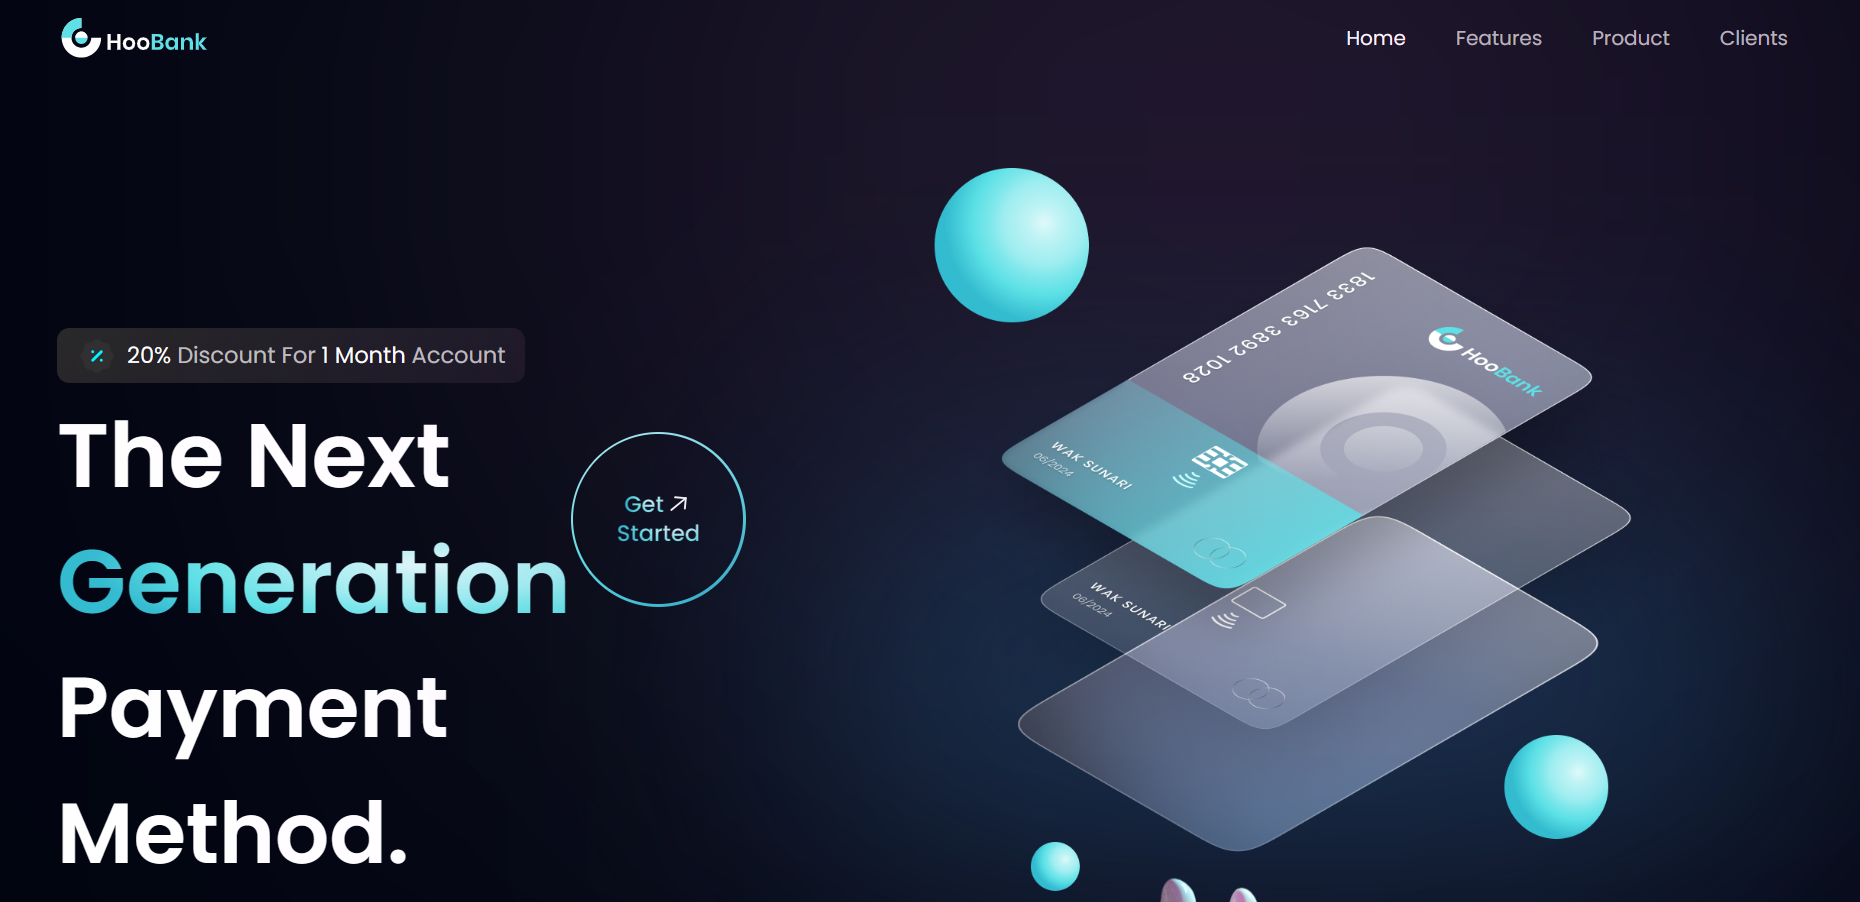 HooBank
Home
Features
Product
Clients
20% Discount For 1 Month Account
The Next
Generation
Payment
Method.
Get
Started
1833 7163 3892 1028
HooBank
WAK SUNARI
06/2024
WAK SUNARI
06/2024